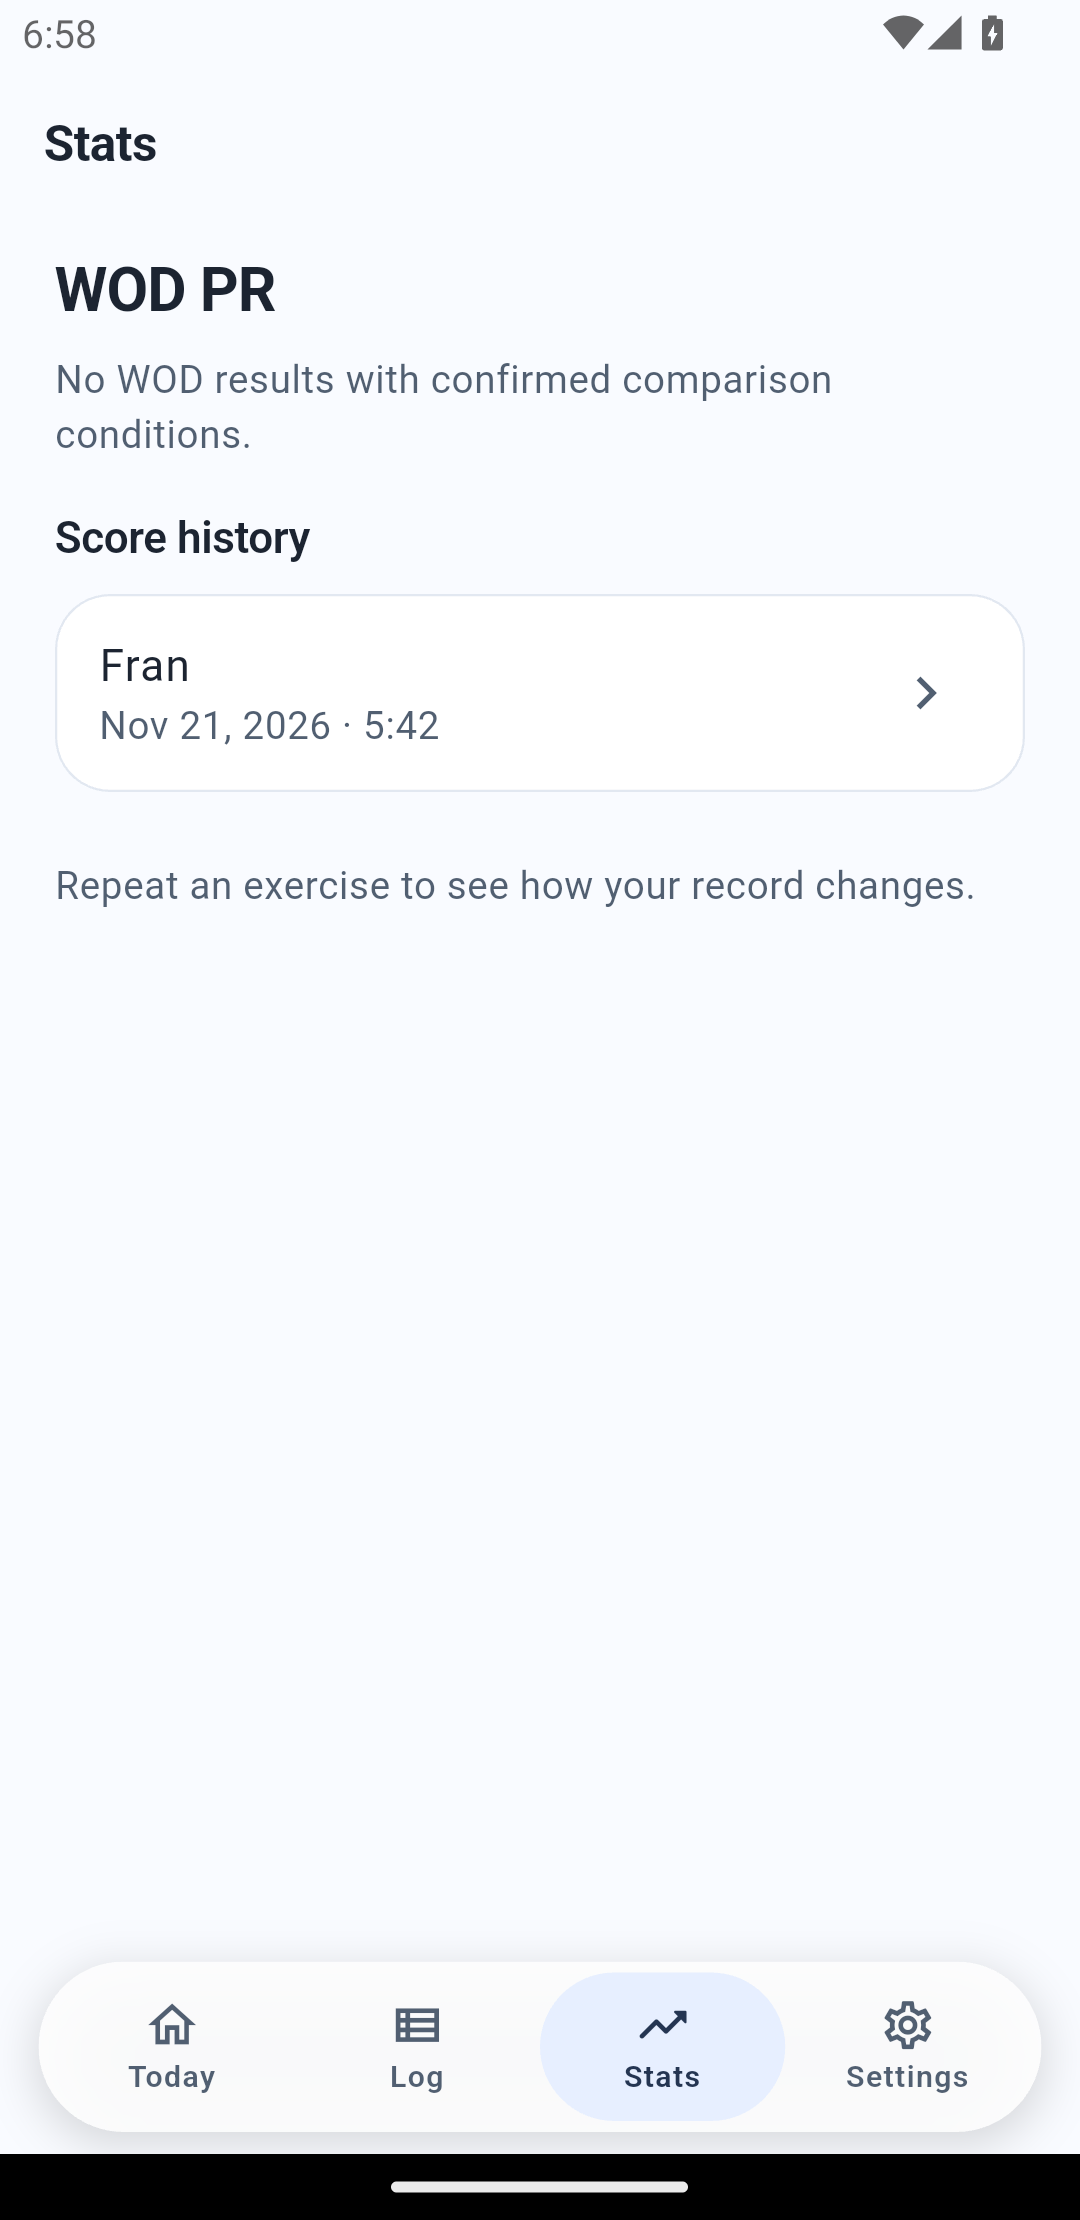 6:58
Stats
WOD PR
No WOD results with confirmed comparison
conditions.
Score history
Fran
Nov 21, 2026 · 5:42
Repeat an exercise to see how your record changes.
Today
Log
Stats
Settings